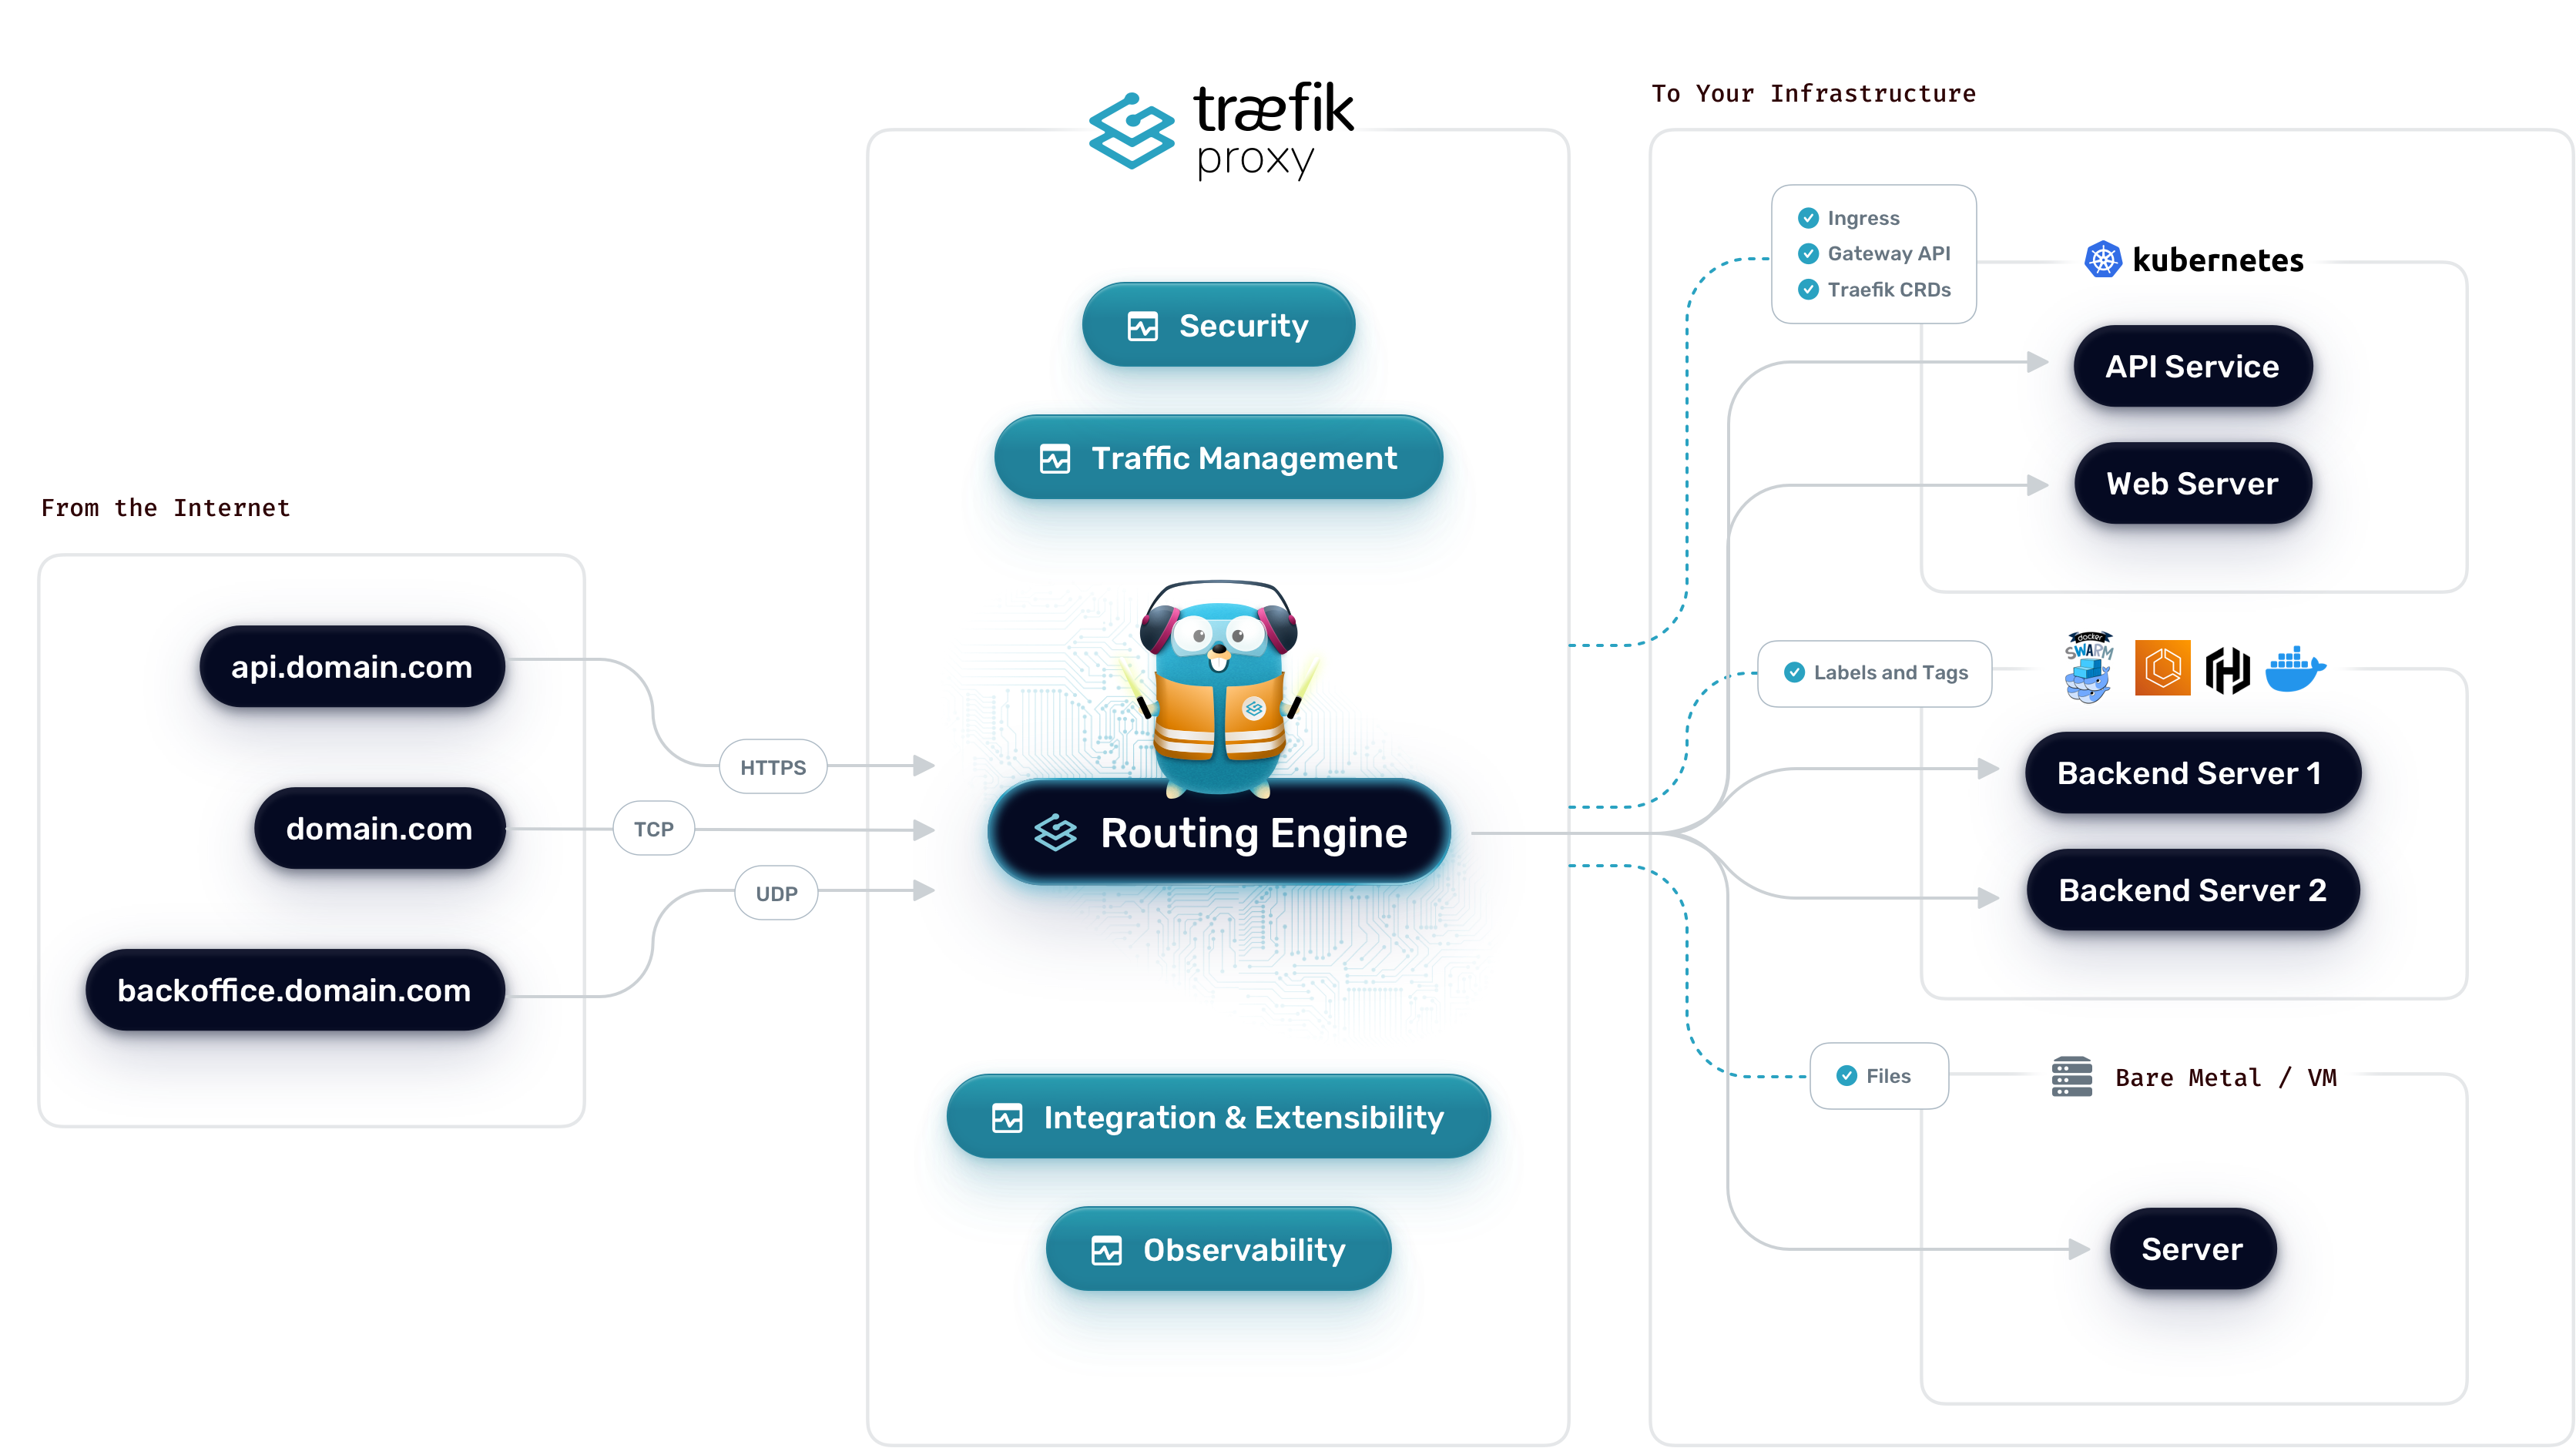 From the Internet
api.domain.com
domain.com
backoffice.domain.com
HTTPS
TCP
UDP
træfik
proxy
Security
Traffic Management
Routing Engine
Integration & Extensibility
Observability
To Your Infrastructure
Ingress
Gateway API
Traefik CRDs
kubernetes
API Service
Web Server
Labels and Tags
docker
SWARM
Backend Server 1
Backend Server 2
Files
Bare Metal / VM
Server